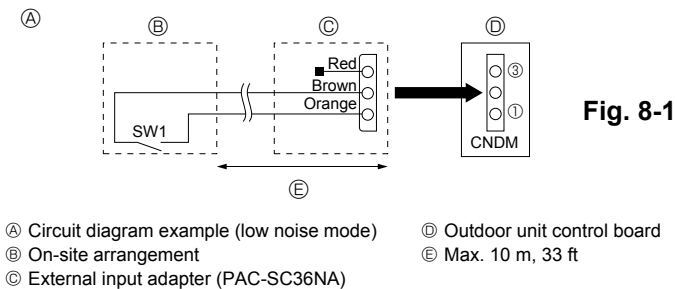 Ⓐ
Ⓑ
Ⓒ
Ⓓ
Red
Brown
Orange
SW1
③
①
CNDM
Fig. 8-1
Ⓔ
Ⓐ Circuit diagram example (low noise mode)
Ⓑ On-site arrangement
Ⓒ External input adapter (PAC-SC36NA)
Ⓓ Outdoor unit control board
Ⓔ Max. 10 m, 33 ft